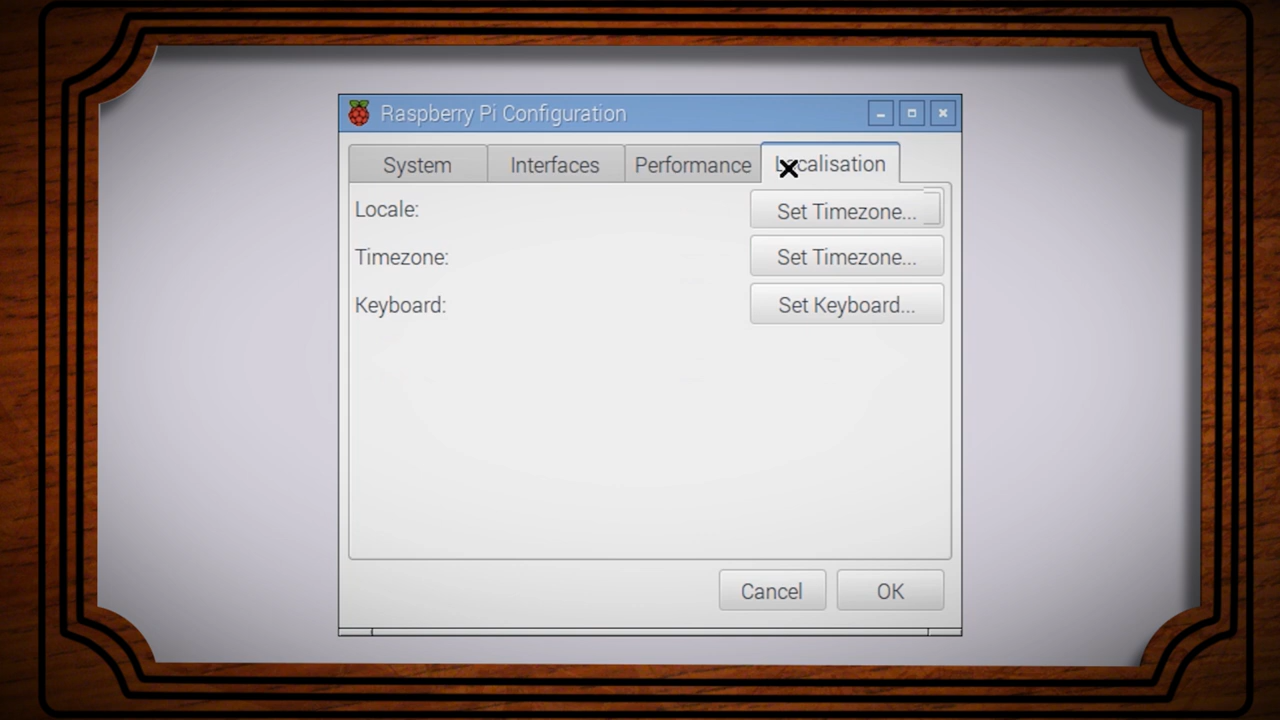 Raspberry Pi Configuration
System Interfaces Performance Localisation
Locale: Set Timezone...
Timezone: Set Timezone...
Keyboard: Set Keyboard...
Cancel OK